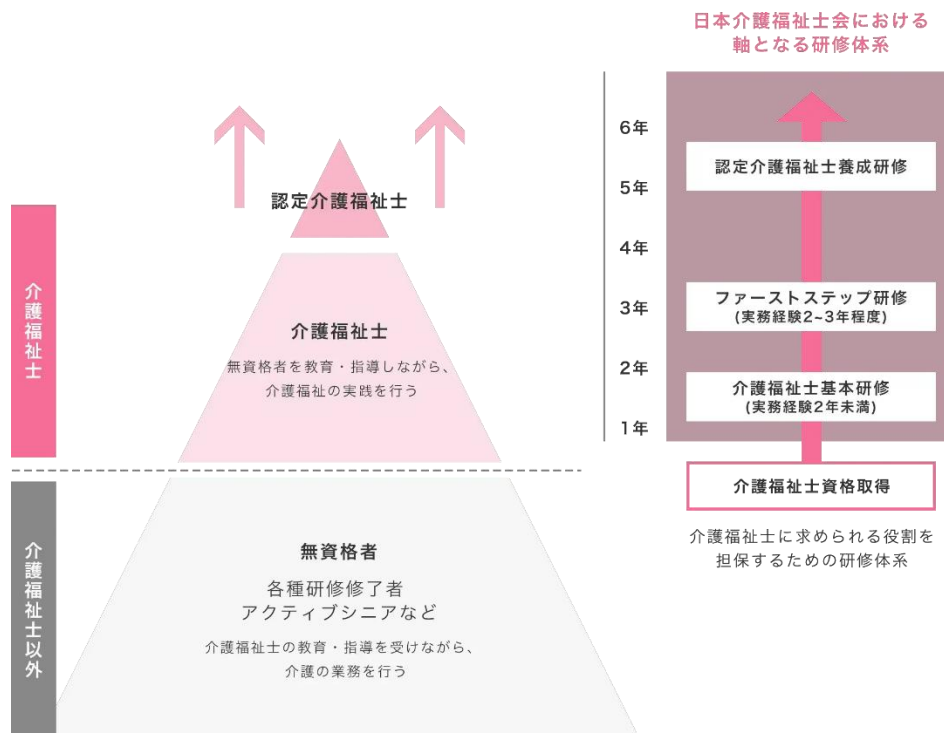 日本介護福祉士会における
軸となる研修体系
6年
認定介護福祉士養成研修
5年
4年
3年
ファーストステップ研修
(実務経験2~3年程度)
2年
介護福祉士基本研修
(実務経験2年未満)
1年
介護福祉士資格取得
介護福祉士に求められる役割を
担保するための研修体系
介護福祉士
認定介護福祉士
介護福祉士
無資格者を教育・指導しながら、
介護福祉の実践を行う
介護福祉士以外
無資格者
各種研修修了者
アクティブシニアなど
介護福祉士の教育・指導を受けながら、
介護の業務を行う